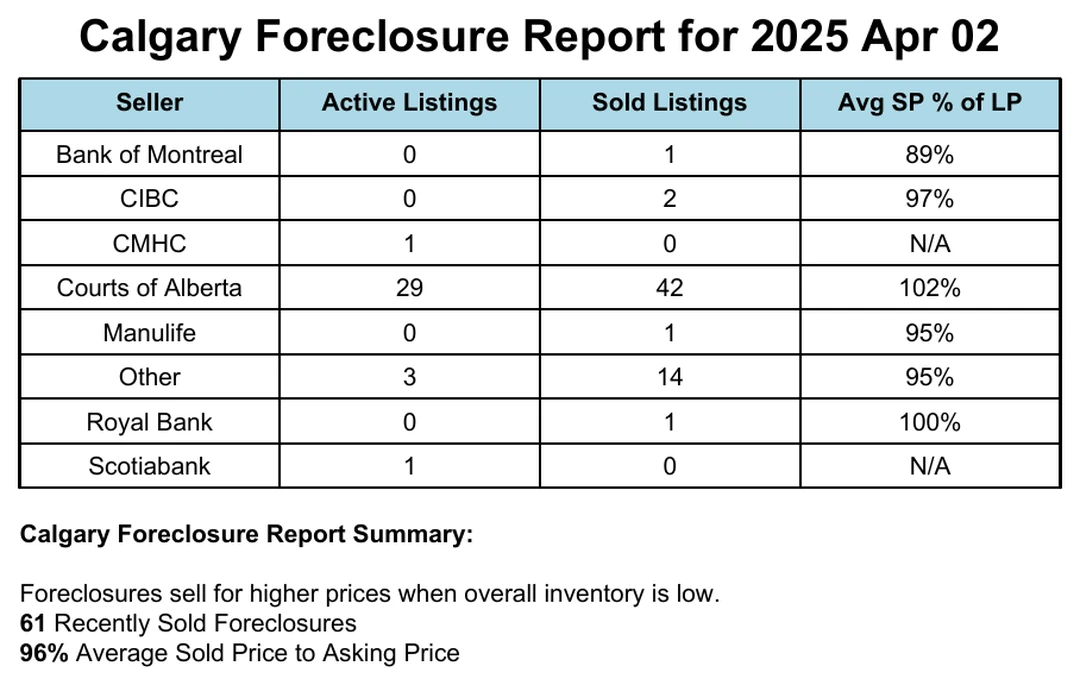 Calgary Foreclosure Report for 2025 Apr 02
Seller Active Listings Sold Listings Avg SP % of LP
Bank of Montreal 0 1 89%
CIBC 0 2 97%
CMHC 1 0 N/A
Courts of Alberta 29 42 102%
Manulife 0 1 95%
Other 3 14 95%
Royal Bank 0 1 100%
Scotiabank 1 0 N/A
Calgary Foreclosure Report Summary:
Foreclosures sell for higher prices when overall inventory is low.
61 Recently Sold Foreclosures
96% Average Sold Price to Asking Price